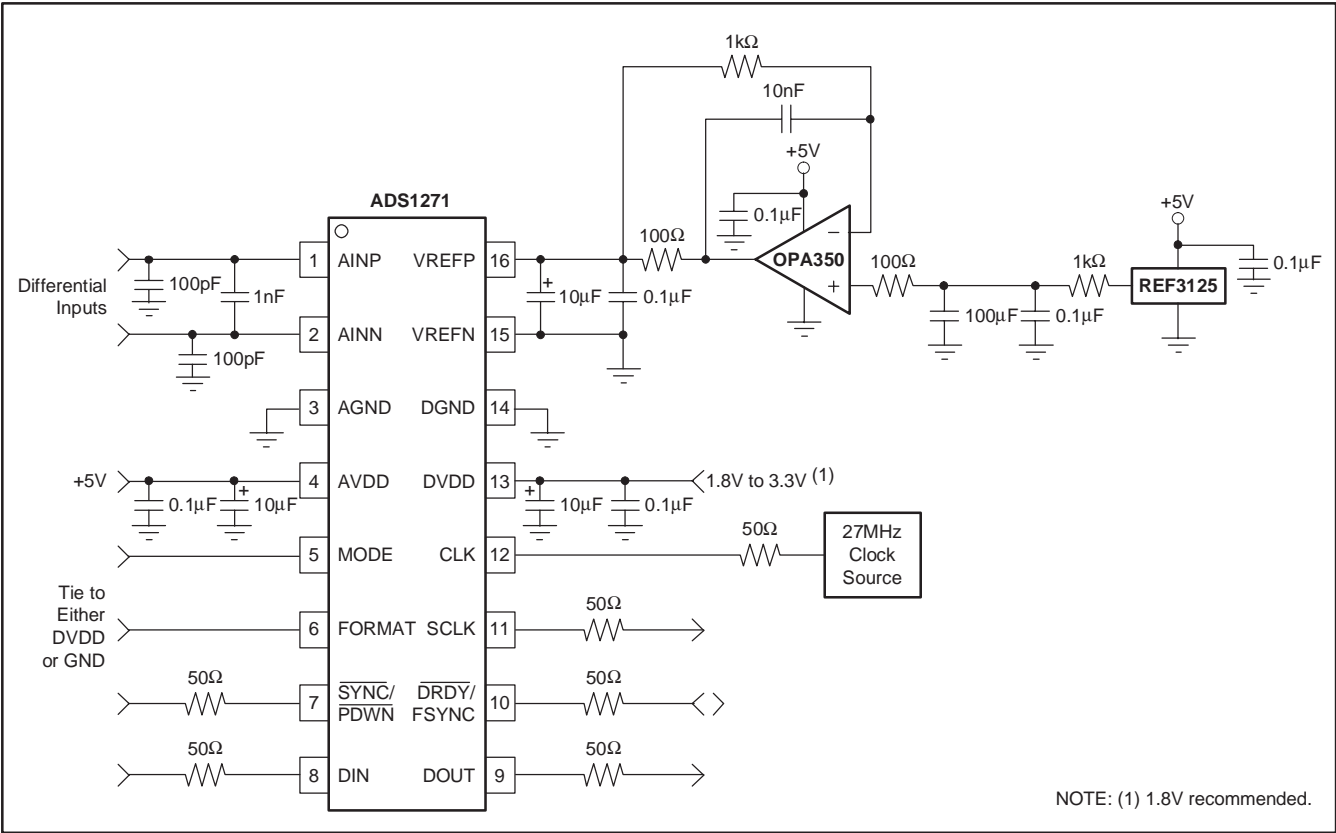 1kΩ
10nF
+5V
ADS1271
0.1µF
+5V
100Ω
OPA350
−
+
100Ω
1kΩ
REF3125
0.1µF
1 AINP VREFP 16
Differential
Inputs
100pF
1nF
+
10µF
0.1µF
100µF
0.1µF
2 AINN VREFN 15
100pF
3 AGND DGND 14
+5V
4 AVDD DVDD 13
1.8V to 3.3V (1)
0.1µF
+
10µF
+
10µF
0.1µF
50Ω
27MHz
Clock
Source
5 MODE CLK 12
Tie to
Either
DVDD
or GND
50Ω
6 FORMAT SCLK 11
50Ω
50Ω
7 SYNC/ DRDY/ 10
PDWN FSYNC
50Ω
50Ω
8 DIN DOUT 9
NOTE: (1) 1.8V recommended.